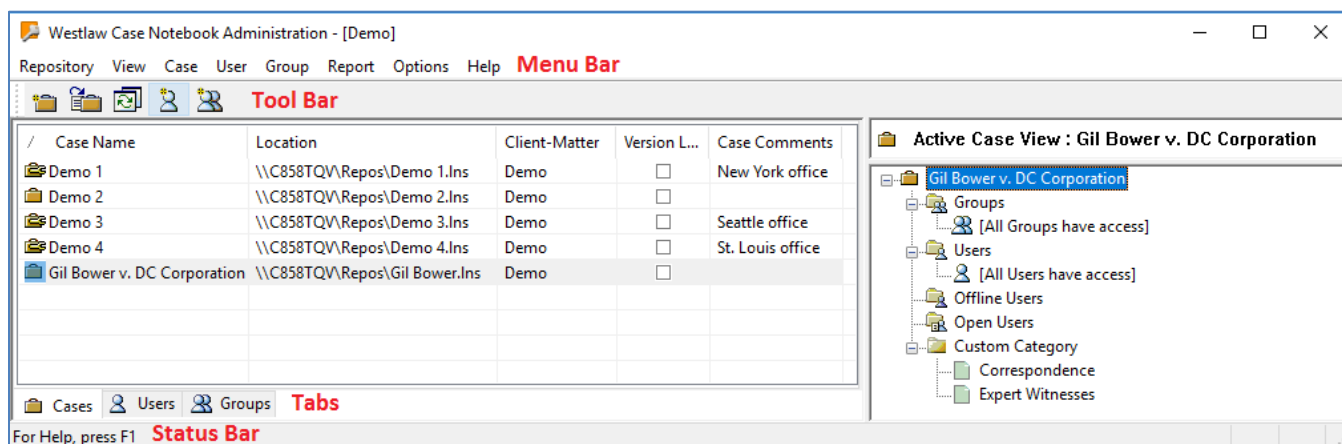 Westlaw Case Notebook Administration - [Demo]
Repository View Case User Group Report Options Help Menu Bar
Tool Bar
/ Case Name Location Client-Matter Version L... Case Comments
Demo 1 \\C858TQV\Repos\Demo 1.lns Demo New York office
Demo 2 \\C858TQV\Repos\Demo 2.lns Demo
Demo 3 \\C858TQV\Repos\Demo 3.lns Demo Seattle office
Demo 4 \\C858TQV\Repos\Demo 4.lns Demo St. Louis office
Gil Bower v. DC Corporation \\C858TQV\Repos\Gil Bower.lns Demo
Cases Users Groups Tabs
Active Case View : Gil Bower v. DC Corporation
Gil Bower v. DC Corporation
Groups
[All Groups have access]
Users
[All Users have access]
Offline Users
Open Users
Custom Category
Correspondence
Expert Witnesses
For Help, press F1 Status Bar